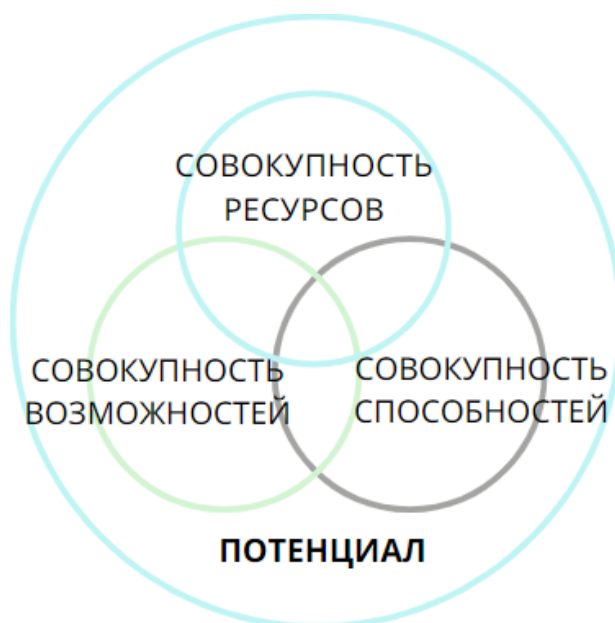 СОВОКУПНОСТЬ
РЕСУРСОВ
СОВОКУПНОСТЬ
ВОЗМОЖНОСТЕЙ
СОВОКУПНОСТЬ
СПОСОБНОСТЕЙ
ПОТЕНЦИАЛ